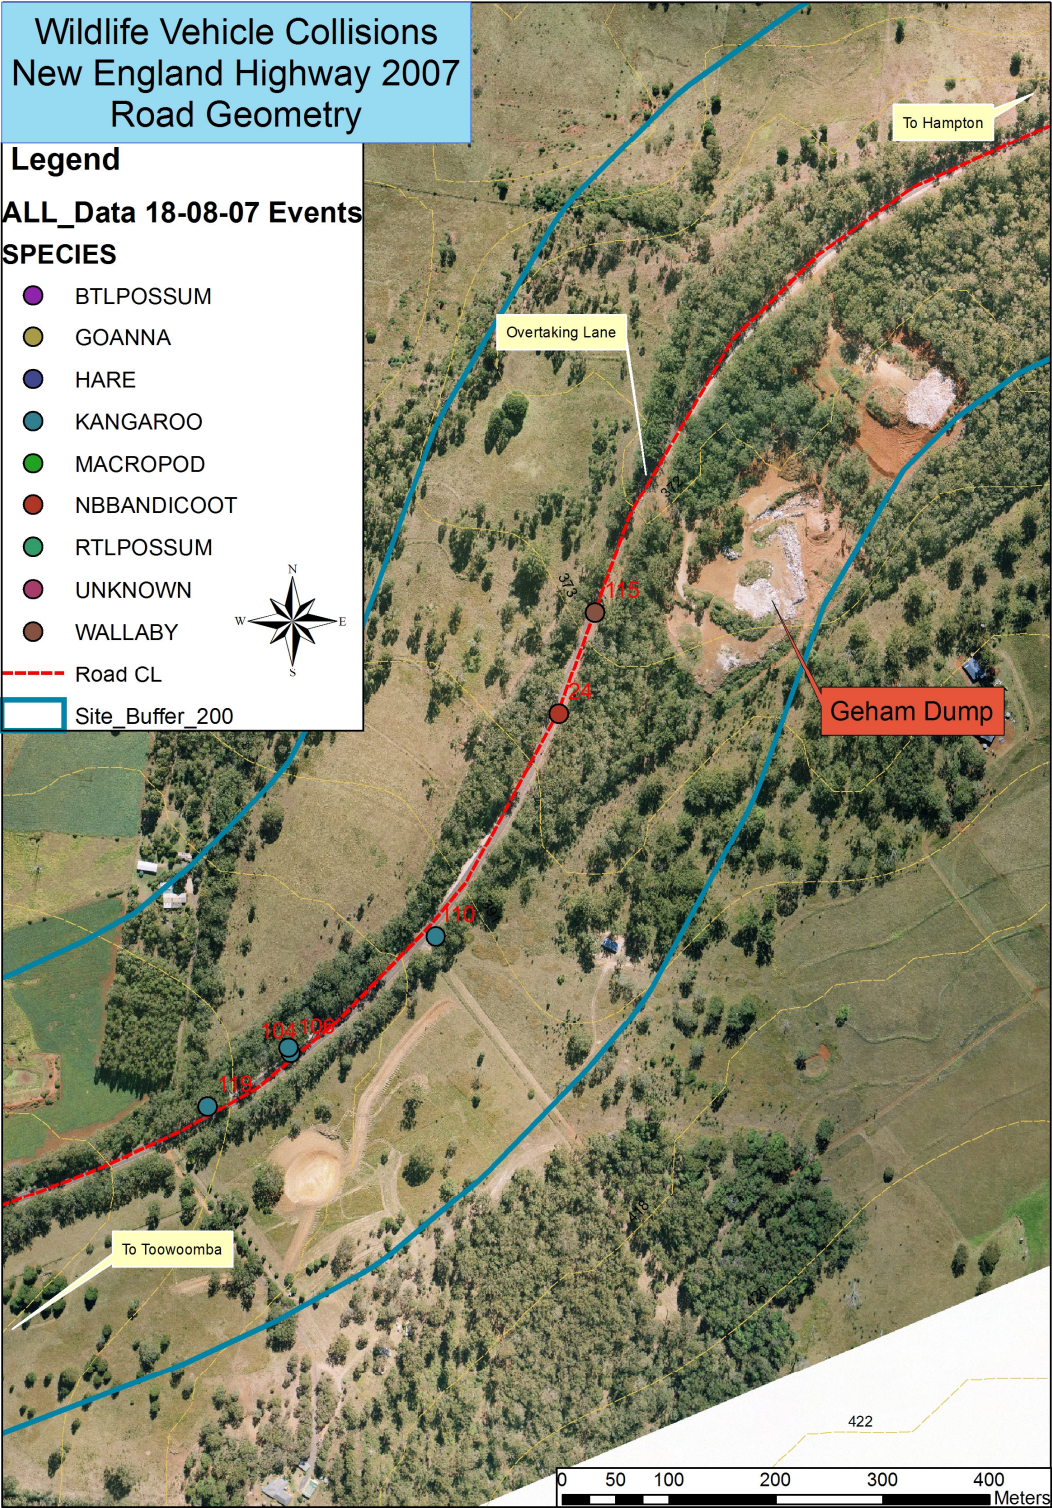 Wildlife Vehicle Collisions
New England Highway 2007
Road Geometry
Legend
ALL_Data 18-08-07 Events
SPECIES
BTLPOSSUM
GOANNA
HARE
KANGAROO
MACROPOD
NBBANDICOOT
RTLPOSSUM
UNKNOWN
WALLABY
Road CL
Site_Buffer_200
N
W E
S
To Hampton
Overtaking Lane
373
115
24
Geham Dump
110
104 106
119
To Toowoomba
422
0 50 100 200 300 400
Meters